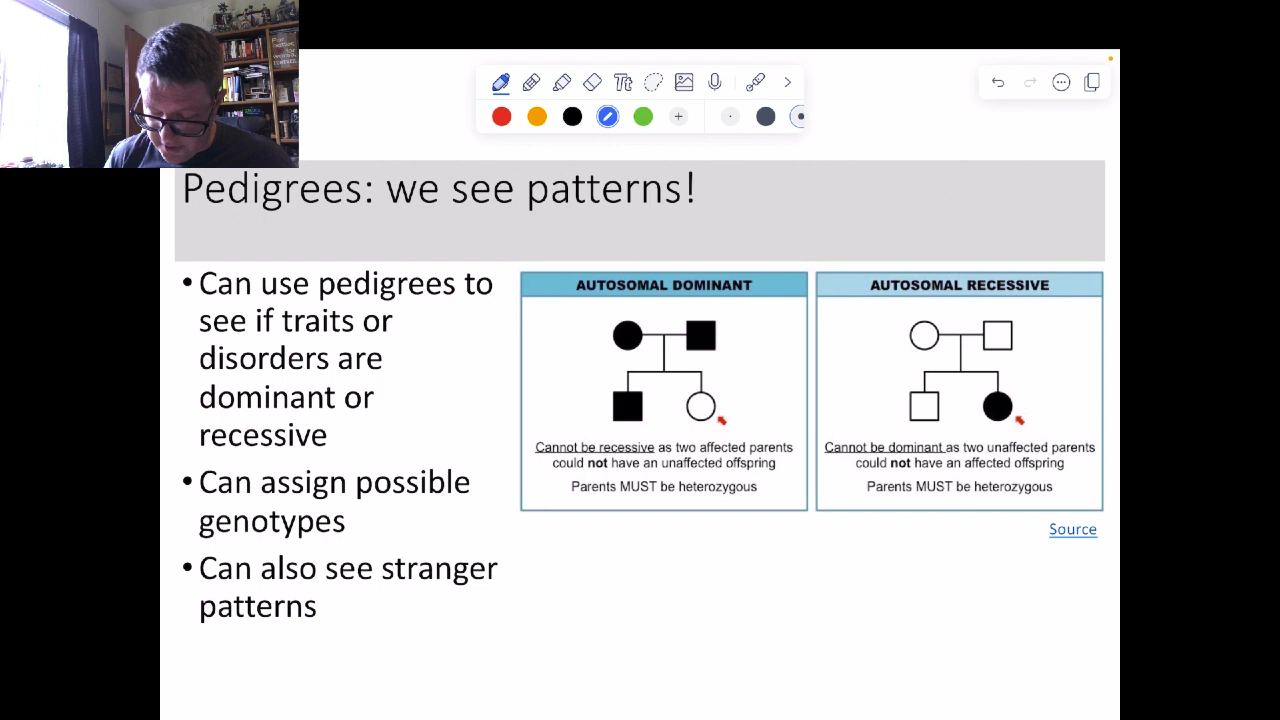 Pedigrees: we see patterns!
• Can use pedigrees to
see if traits or
disorders are
dominant or
recessive
• Can assign possible
genotypes
• Can also see stranger
patterns
AUTOSOMAL DOMINANT
Cannot be recessive as two affected parents
could not have an unaffected offspring
Parents MUST be heterozygous
AUTOSOMAL RECESSIVE
Cannot be dominant as two unaffected parents
could not have an affected offspring
Parents MUST be heterozygous
Source